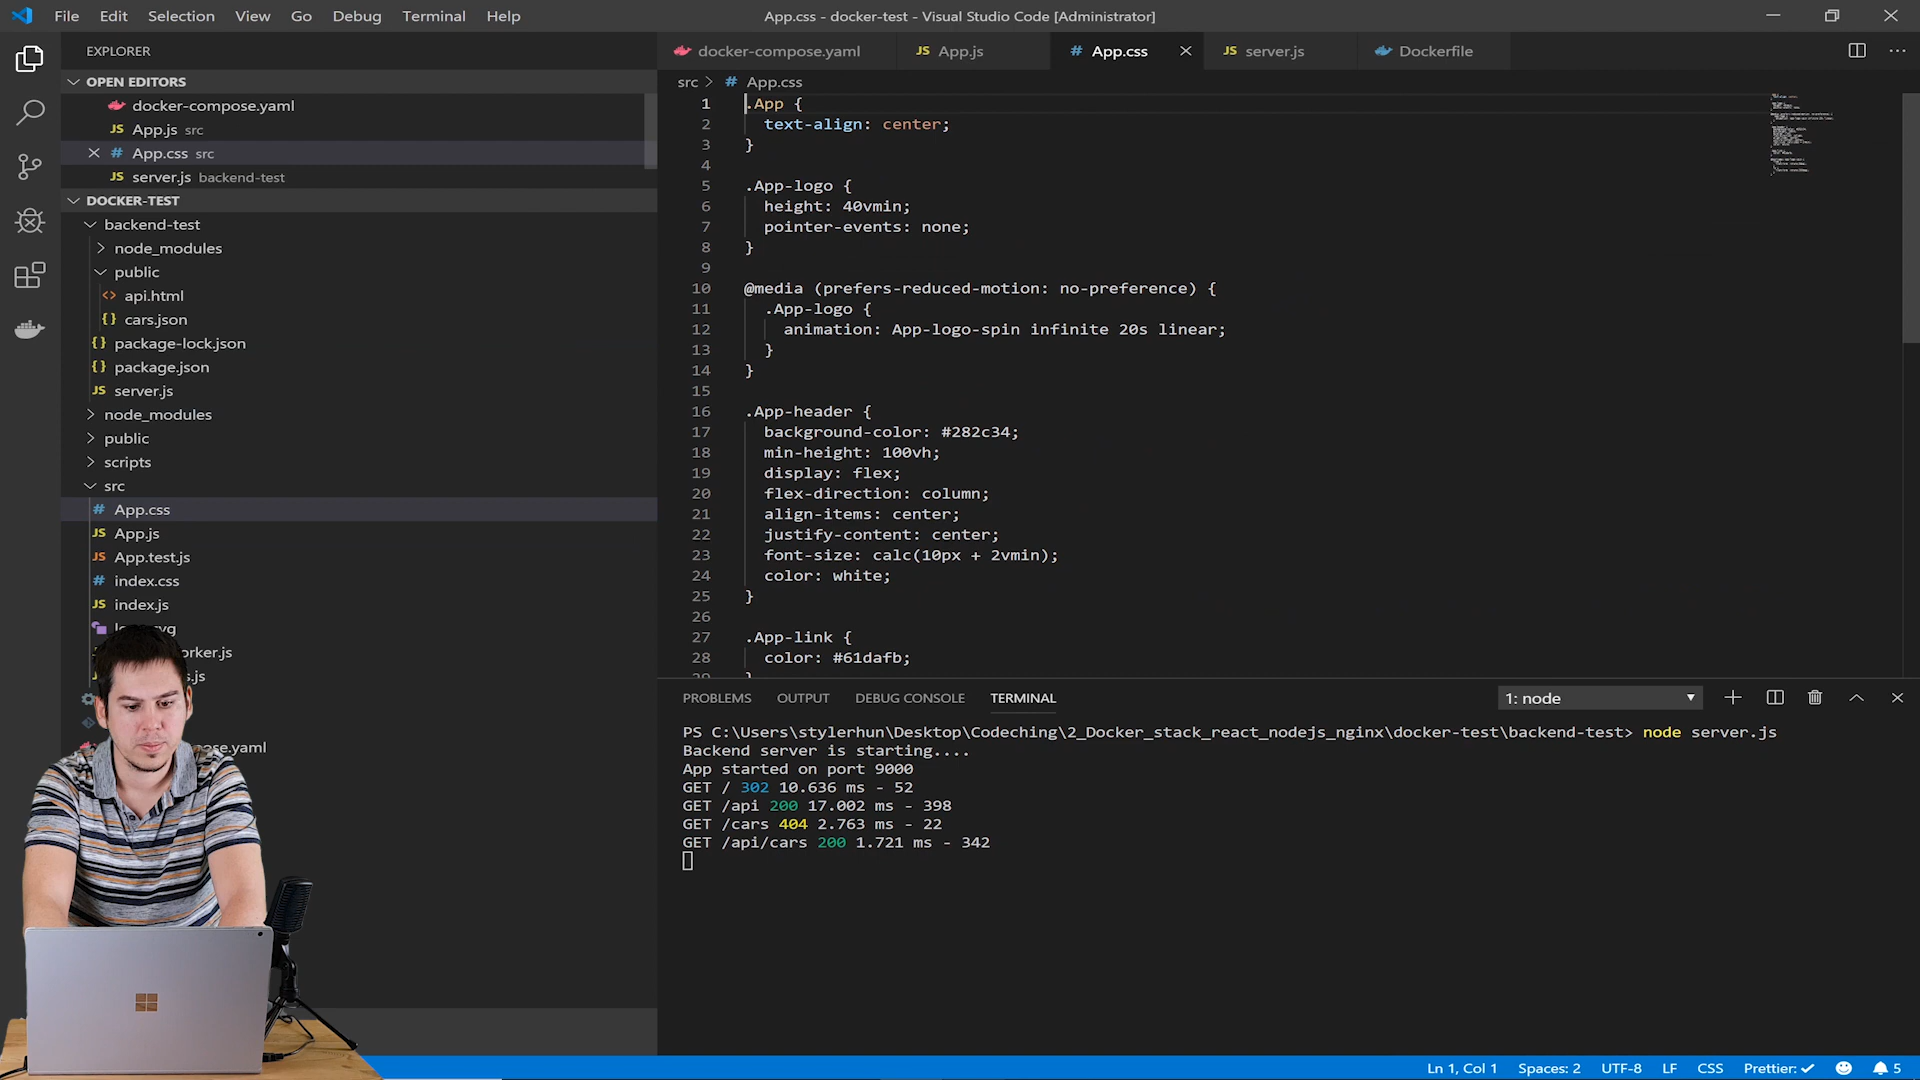 File Edit Selection View Go Debug Terminal Help
App.css - docker-test - Visual Studio Code [Administrator]
EXPLORER
OPEN EDITORS
docker-compose.yaml
JS App.js src
# App.css src
JS server.js backend-test
DOCKER-TEST
backend-test
node_modules
public
<> api.html
{} cars.json
{} package-lock.json
{} package.json
JS server.js
node_modules
public
scripts
src
# App.css
JS App.js
JS App.test.js
# index.css
JS index.js
docker-compose.yaml
JS App.js
# App.css
JS server.js
Dockerfile
src > # App.css
1 .App {
2 text-align: center;
3 }
4
5 .App-logo {
6 height: 40vmin;
7 pointer-events: none;
8 }
9
10 @media (prefers-reduced-motion: no-preference) {
11 .App-logo {
12 animation: App-logo-spin infinite 20s linear;
13 }
14 }
15
16 .App-header {
17 background-color: #282c34;
18 min-height: 100vh;
19 display: flex;
20 flex-direction: column;
21 align-items: center;
22 justify-content: center;
23 font-size: calc(10px + 2vmin);
24 color: white;
25 }
26
27 .App-link {
28 color: #61dafb;
PROBLEMS OUTPUT DEBUG CONSOLE TERMINAL
1: node
PS C:\Users\stylerhun\Desktop\Codeching\2_Docker_stack_react_nodejs_nginx\docker-test\backend-test> node server.js
Backend server is starting....
App started on port 9000
GET / 302 10.636 ms - 52
GET /api 200 17.002 ms - 398
GET /cars 404 2.763 ms - 22
GET /api/cars 200 1.721 ms - 342
Ln 1, Col 1 Spaces: 2 UTF-8 LF CSS Prettier: ✓ 5